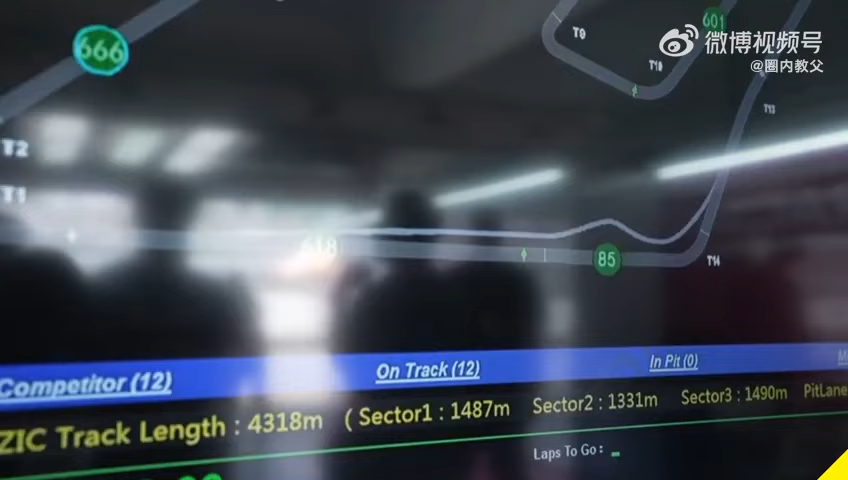 666
T9
601
微博视频号
@圈内教父
T10
T13
T2
T1
618
85
T14
Competitor (12)
On Track (12)
In Pit (0)
ZIC Track Length : 4318m
( Sector1 : 1487m
Sector2 : 1331m
Sector3 : 1490m
PitLane
Laps To Go :